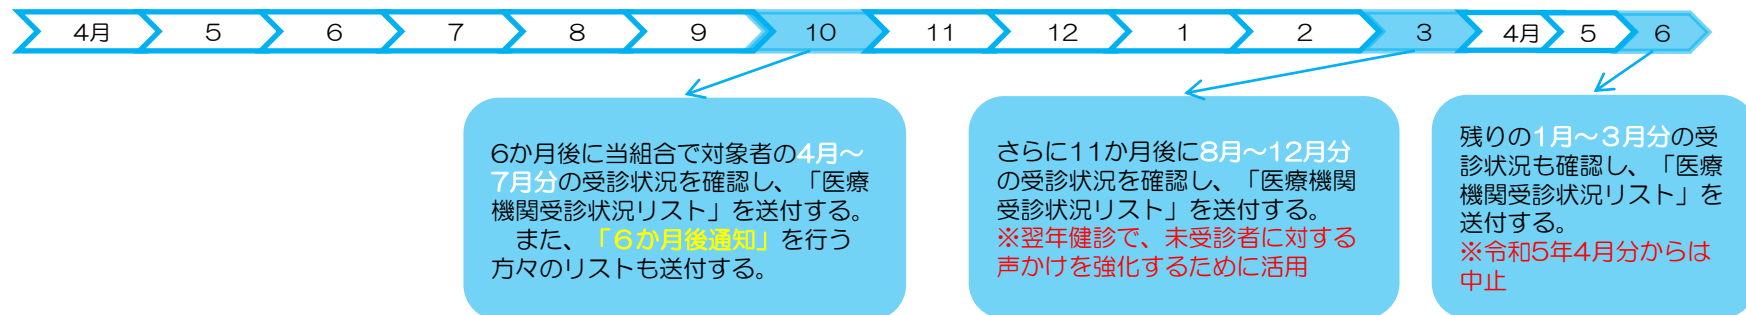 4月 5 6 7 8 9 10 11 12 1 2 3 4月 5 6
6か月後に当組合で対象者の4月～
7月分の受診状況を確認し、「医療
機関受診状況リスト」を送付する。
また、「６か月後通知」を行う
方々のリストも送付する。
さらに11か月後に8月～12月分
の受診状況を確認し、「医療機関
受診状況リスト」を送付する。
※翌年健診で、未受診者に対する
声かけを強化するために活用
残りの1月～３月分の受
診状況も確認し、「医療
機関受診状況リスト」を
送付する。
※令和5年4月分からは
中止